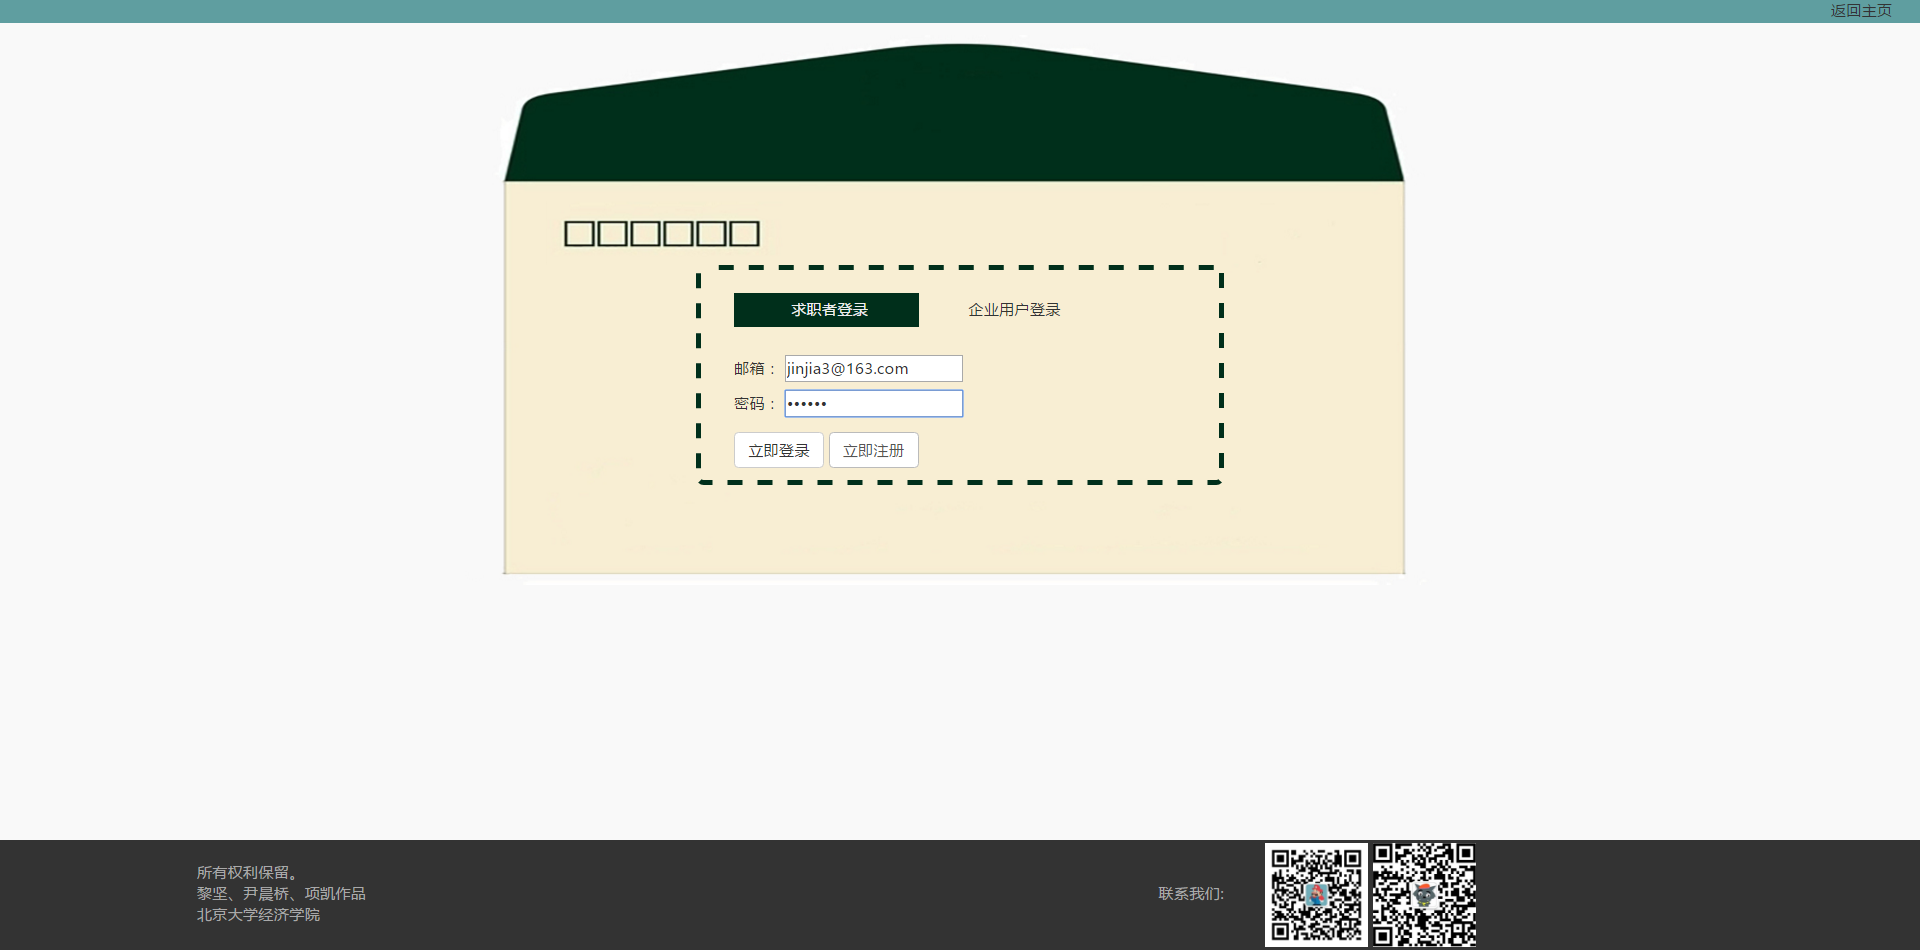 返回主页
求职者登录
企业用户登录
邮箱： jinjia3@163.com
密码： ••••••
立即登录
立即注册
所有权利保留。
黎坚、尹晨桥、项凯作品
北京大学经济学院
联系我们: